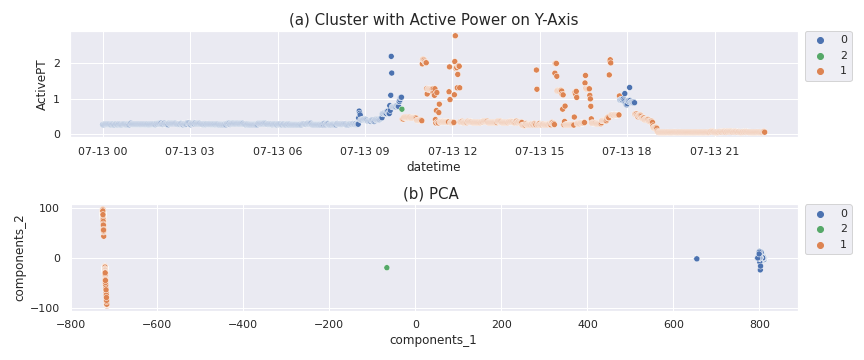 (a) Cluster with Active Power on Y-Axis
ActivePT
2
1
0
07-13 00 07-13 03 07-13 06 07-13 09 07-13 12 07-13 15 07-13 18 07-13 21
datetime
0
2
1
(b) PCA
components_2
100
0
−100
−800 −600 −400 −200 0 200 400 600 800
components_1
0
2
1